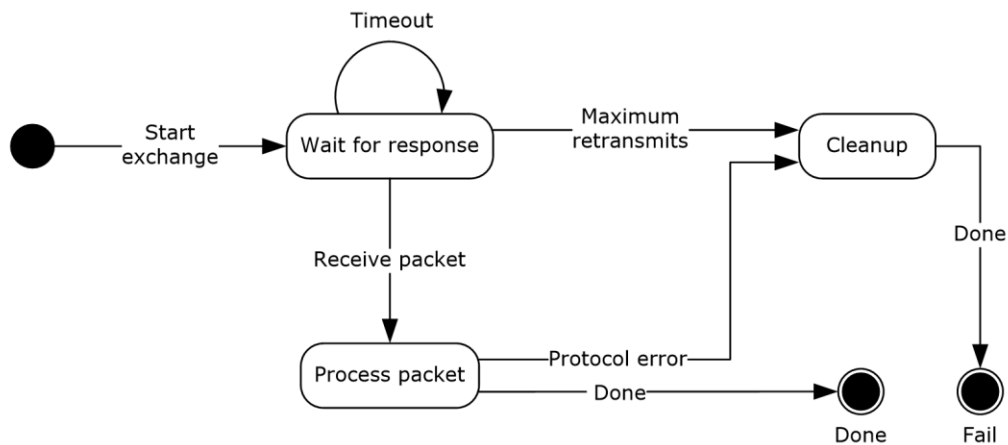 Timeout
Start
exchange
Wait for response
Maximum
retransmits
Cleanup
Receive packet
Done
Process packet
Protocol error
Done
Done
Fail